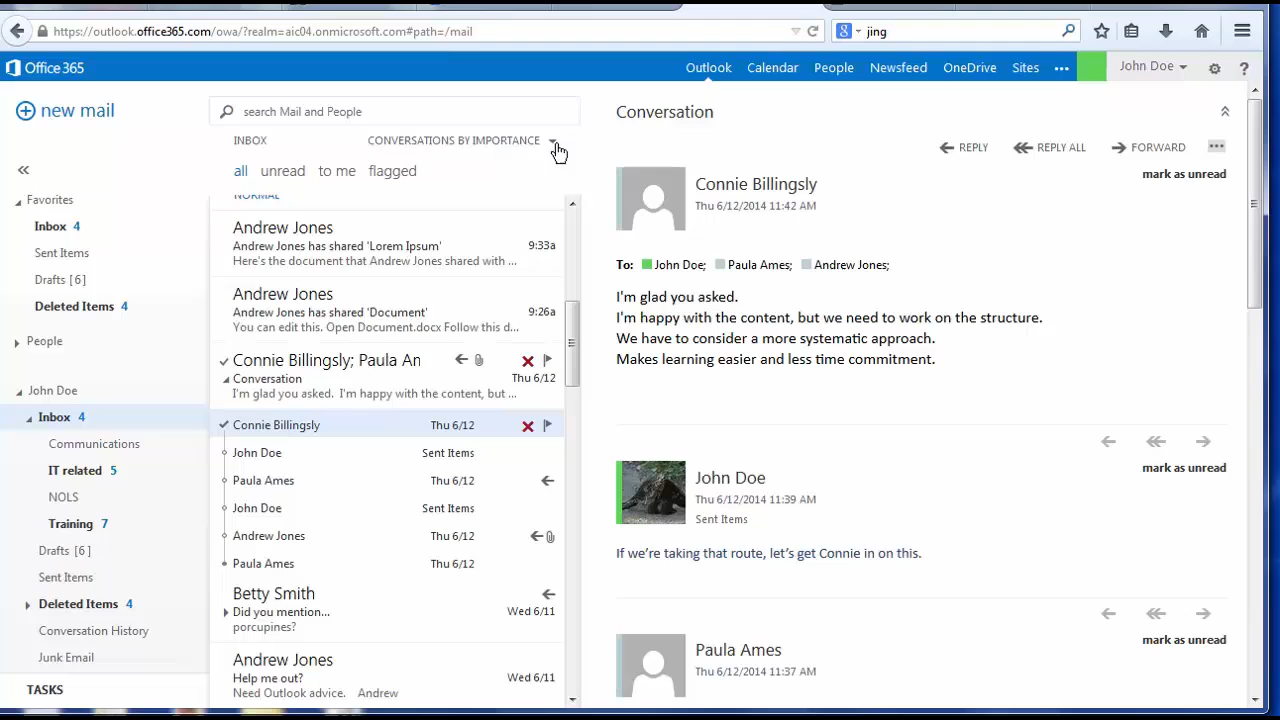 https://outlook.office365.com/owa/?realm=aic04.onmicrosoft.com#path=/mail
jing
Office 365
Outlook Calendar People Newsfeed OneDrive Sites ••• John Doe ?
new mail
search Mail and People
INBOX CONVERSATIONS BY IMPORTANCE
all unread to me flagged
Favorites
Inbox 4
Sent Items
Drafts [6]
Deleted Items 4
People
John Doe
Inbox 4
Communications
IT related 5
NOLS
Training 7
Drafts [6]
Sent Items
Deleted Items 4
Conversation History
Junk Email
TASKS
NORMAL
Andrew Jones
Andrew Jones has shared 'Lorem Ipsum' 9:33a
Here's the document that Andrew Jones shared with ...
Andrew Jones
Andrew Jones has shared 'Document' 9:26a
You can edit this. Open Document.docx Follow this d...
Connie Billingsly; Paula An
Conversation Thu 6/12
I'm glad you asked. I'm happy with the content, but ...
Connie Billingsly Thu 6/12
John Doe Sent Items
Paula Ames Thu 6/12
John Doe Sent Items
Andrew Jones Thu 6/12
Paula Ames Thu 6/12
Betty Smith
Did you mention... Wed 6/11
porcupines?
Andrew Jones
Help me out? Wed 6/11
Need Outlook advice. Andrew
Conversation
REPLY REPLY ALL FORWARD •••
mark as unread
Connie Billingsly
Thu 6/12/2014 11:42 AM
To: John Doe; Paula Ames; Andrew Jones;
I'm glad you asked.
I'm happy with the content, but we need to work on the structure.
We have to consider a more systematic approach.
Makes learning easier and less time commitment.
mark as unread
John Doe
Thu 6/12/2014 11:39 AM
Sent Items
If we're taking that route, let's get Connie in on this.
mark as unread
Paula Ames
Thu 6/12/2014 11:37 AM